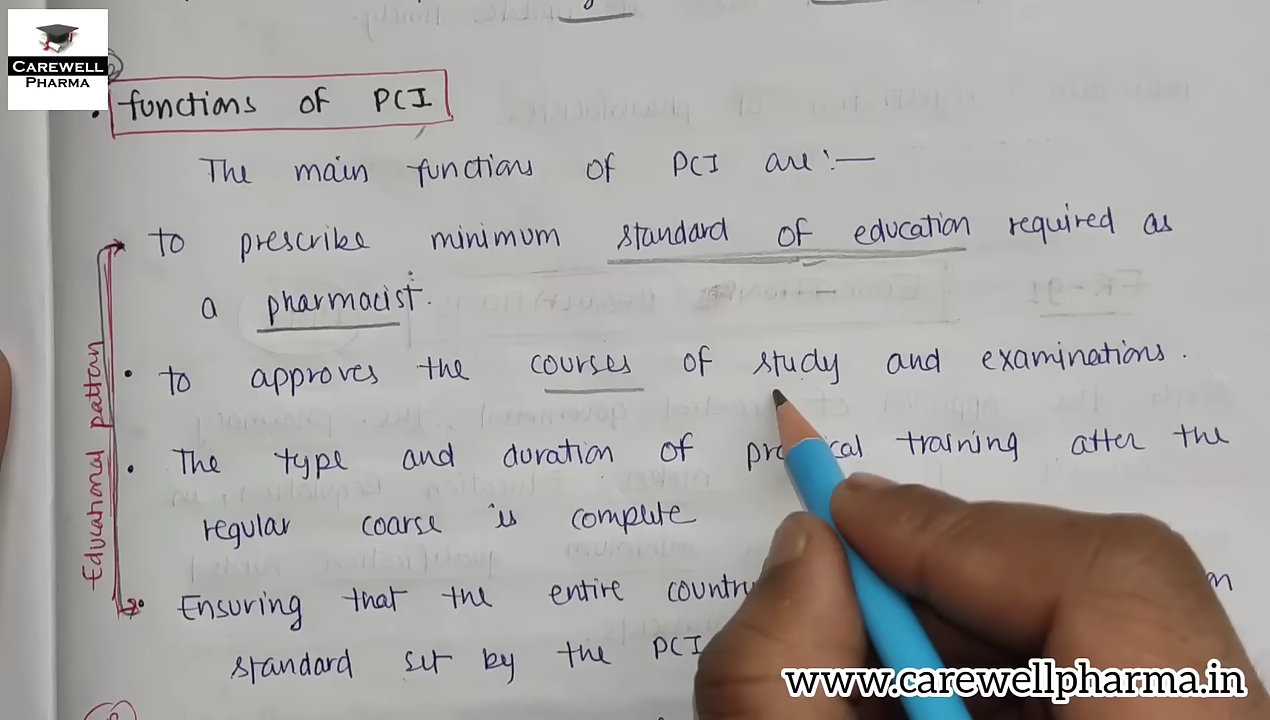 CAREWELL
PHARMA
functions of PCI
The main functions of PCI are:—
to prescribe minimum standard of education required as
a pharmacist.
• to approves the courses of study and examinations.
• The type and duration of practical training after the
regular coarse is complete
Ensuring that the entire country
standard set by the PCI
Educational pattern
www.carewellpharma.in